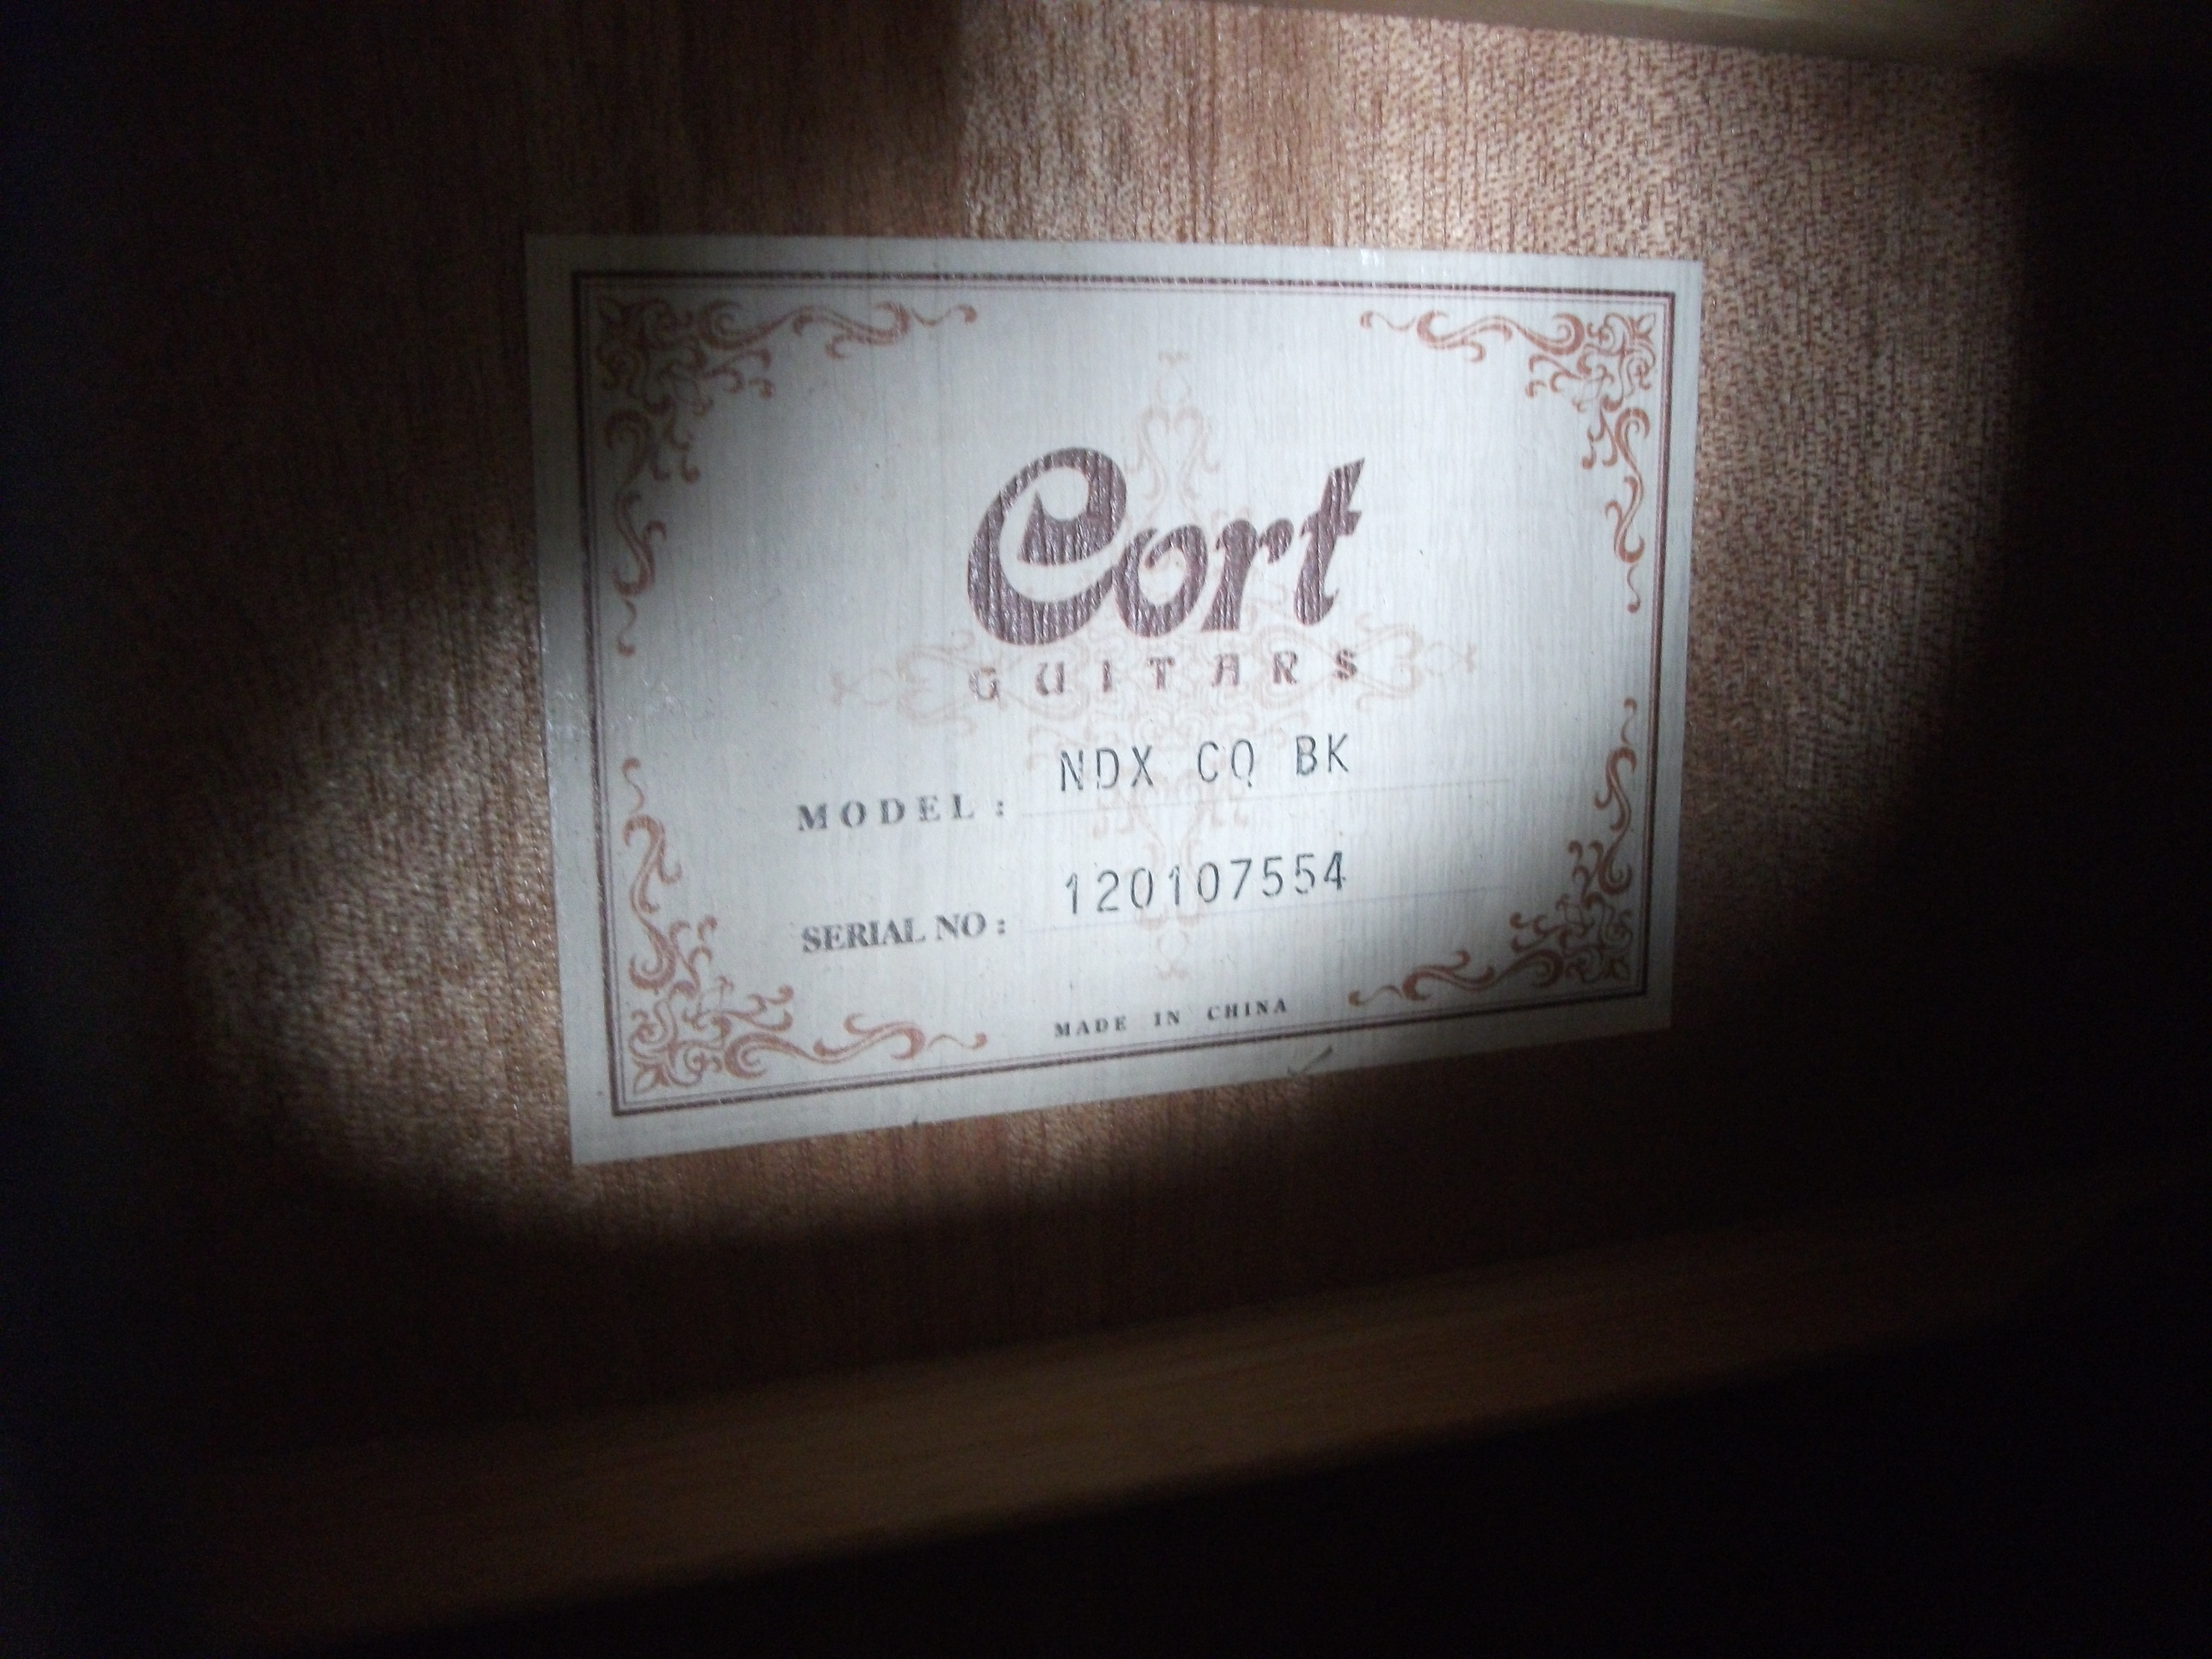 Cort
GUITARS
MODEL : NDX CQ BK
SERIAL NO : 120107554
MADE IN CHINA